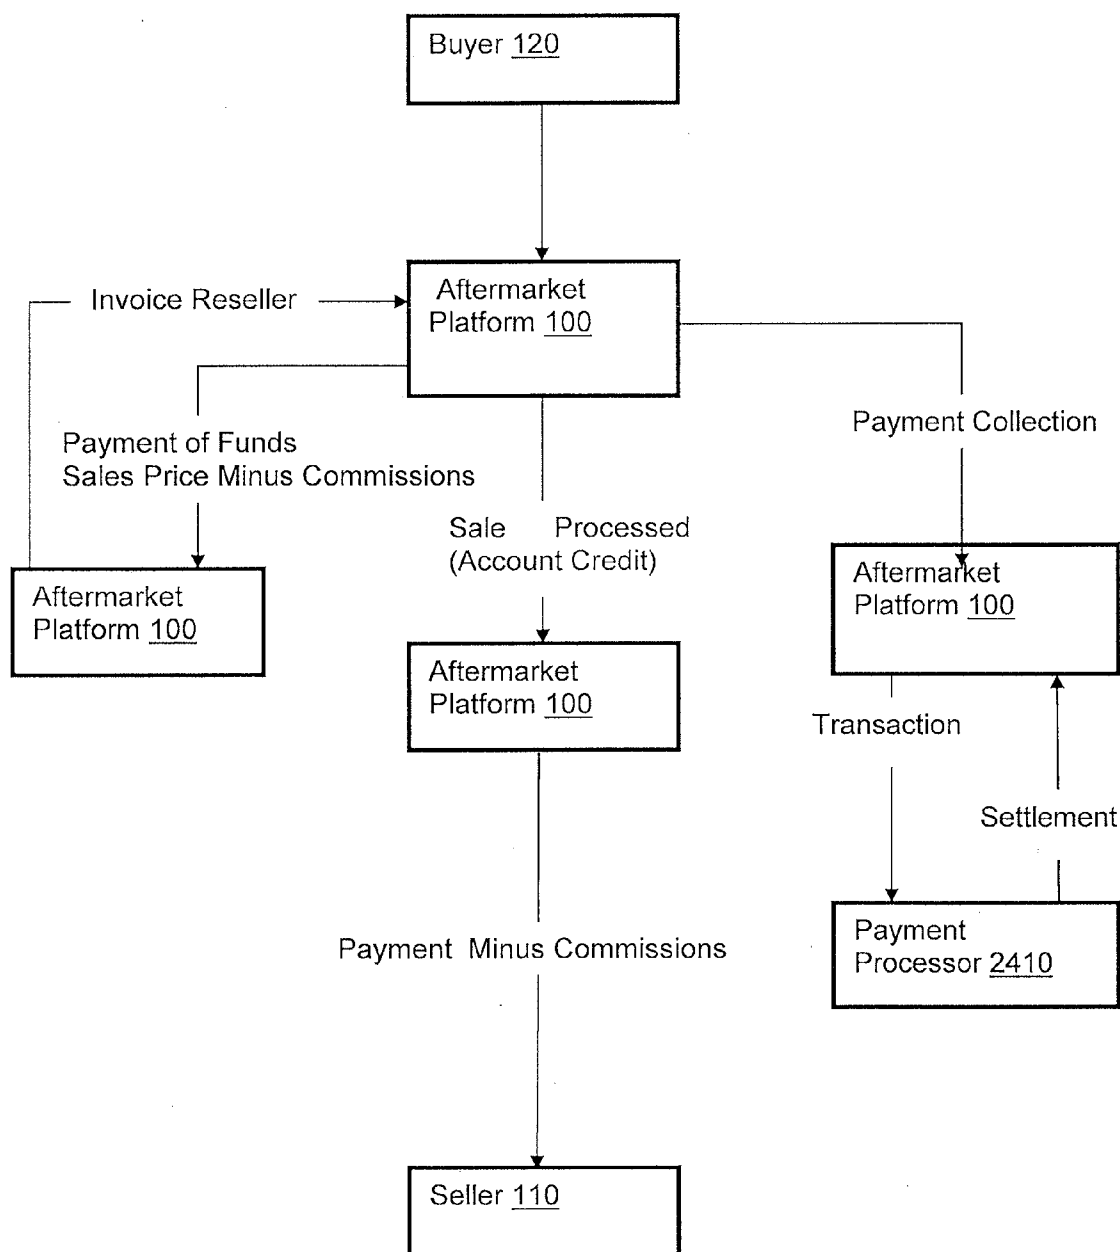 Buyer 120
Aftermarket
Platform 100
Invoice Reseller
Payment of Funds
Sales Price Minus Commissions
Payment Collection
Sale Processed
(Account Credit)
Aftermarket
Platform 100
Aftermarket
Platform 100
Aftermarket
Platform 100
Transaction
Settlement
Payment Minus Commissions
Payment
Processor 2410
Seller 110